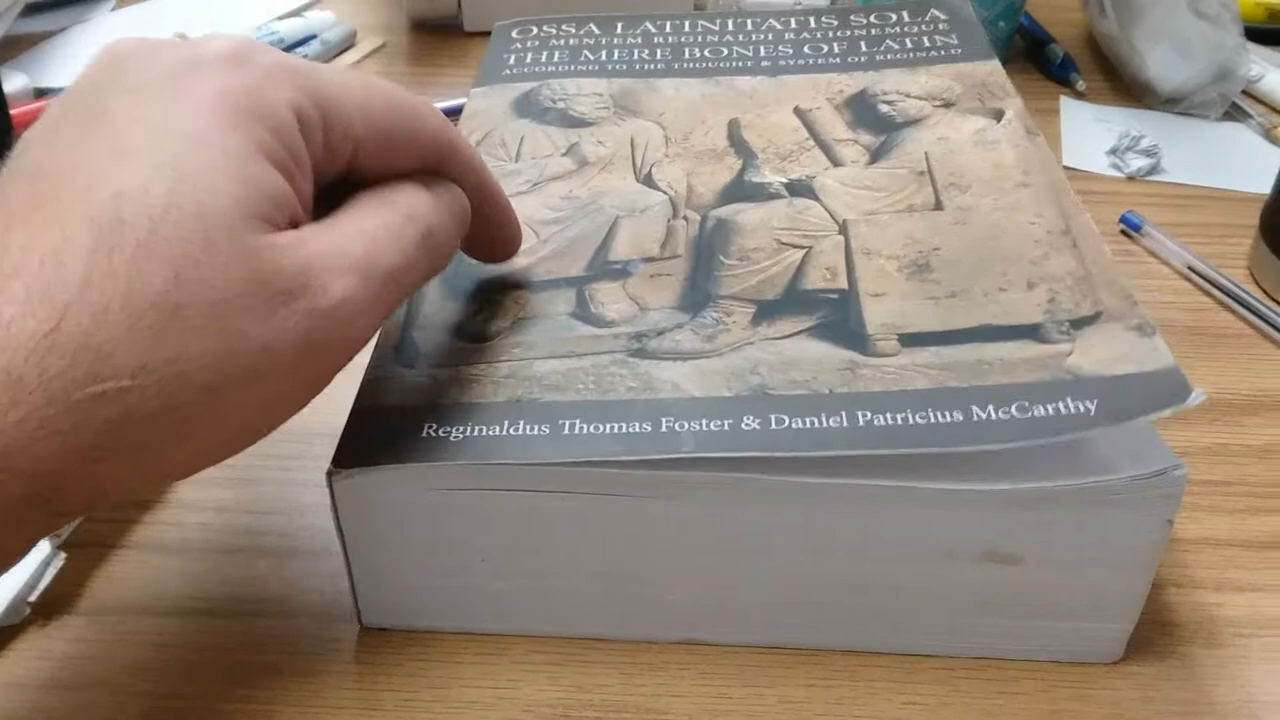 OSSA LATINITATIS SOLA
AD MENTEM REGINALDI RATIONEMQUE
THE MERE BONES OF LATIN
ACCORDING TO THE THOUGHT & SYSTEM OF REGINALD
Reginaldus Thomas Foster & Daniel Patricius McCarthy